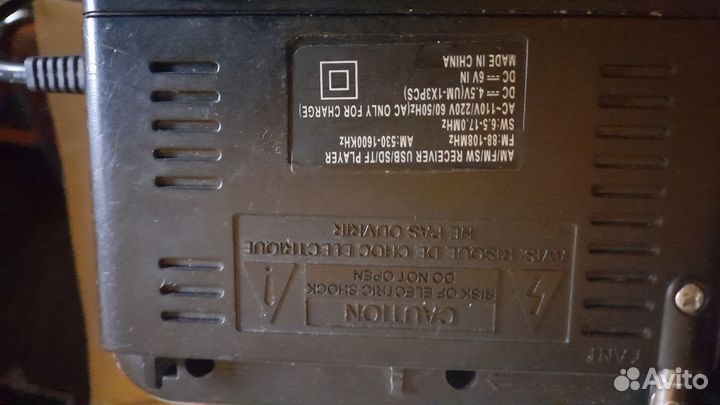 AM/FM/SW RECEIVER USB/SD/TF PLAYER
FM:88-108MHz AM:530-1600KHz
SW:6.5-17.0MHz
AC~110V/220V 60/50Hz(AC ONLY FOR CHARGE)
DC 4.5V(UM-1X3PCS)
DC 6V IN
MADE IN CHINA
AVIS: RISQUE DE CHOC ELECTRIQUE
NE PAS OUVRIR
CAUTION
RISK OF ELECTRIC SHOCK
DO NOT OPEN
Avito